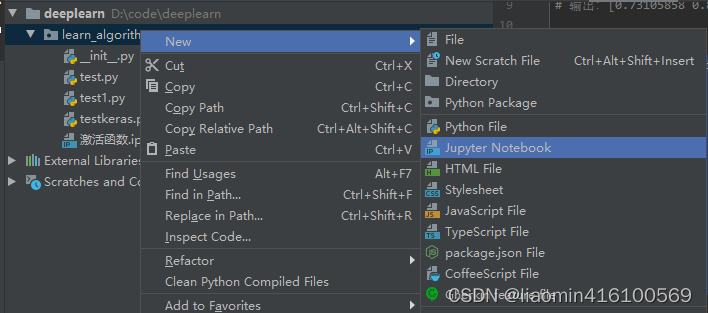 deeplearn D:\code\deeplearn
learn_algorith
__init__.py
test.py
test1.py
testkeras.p
激活函数.ip
External Libraries
Scratches and Co
9
# 输出：[0.73105858 0.8
New
Cut Ctrl+X
Copy Ctrl+C
Copy Path Ctrl+Shift+C
Copy Relative Path Ctrl+Alt+Shift+C
Paste Ctrl+V
Find Usages Alt+F7
Find in Path... Ctrl+Shift+F
Replace in Path... Ctrl+Shift+R
Inspect Code...
Refactor
Clean Python Compiled Files
Add to Favorites
File
New Scratch File Ctrl+Alt+Shift+Insert
Directory
Python Package
Python File
Jupyter Notebook
HTML File
Stylesheet
JavaScript File
TypeScript File
package.json File
CoffeeScript File
Gherkin feature file
CSDN @liaomin416100569